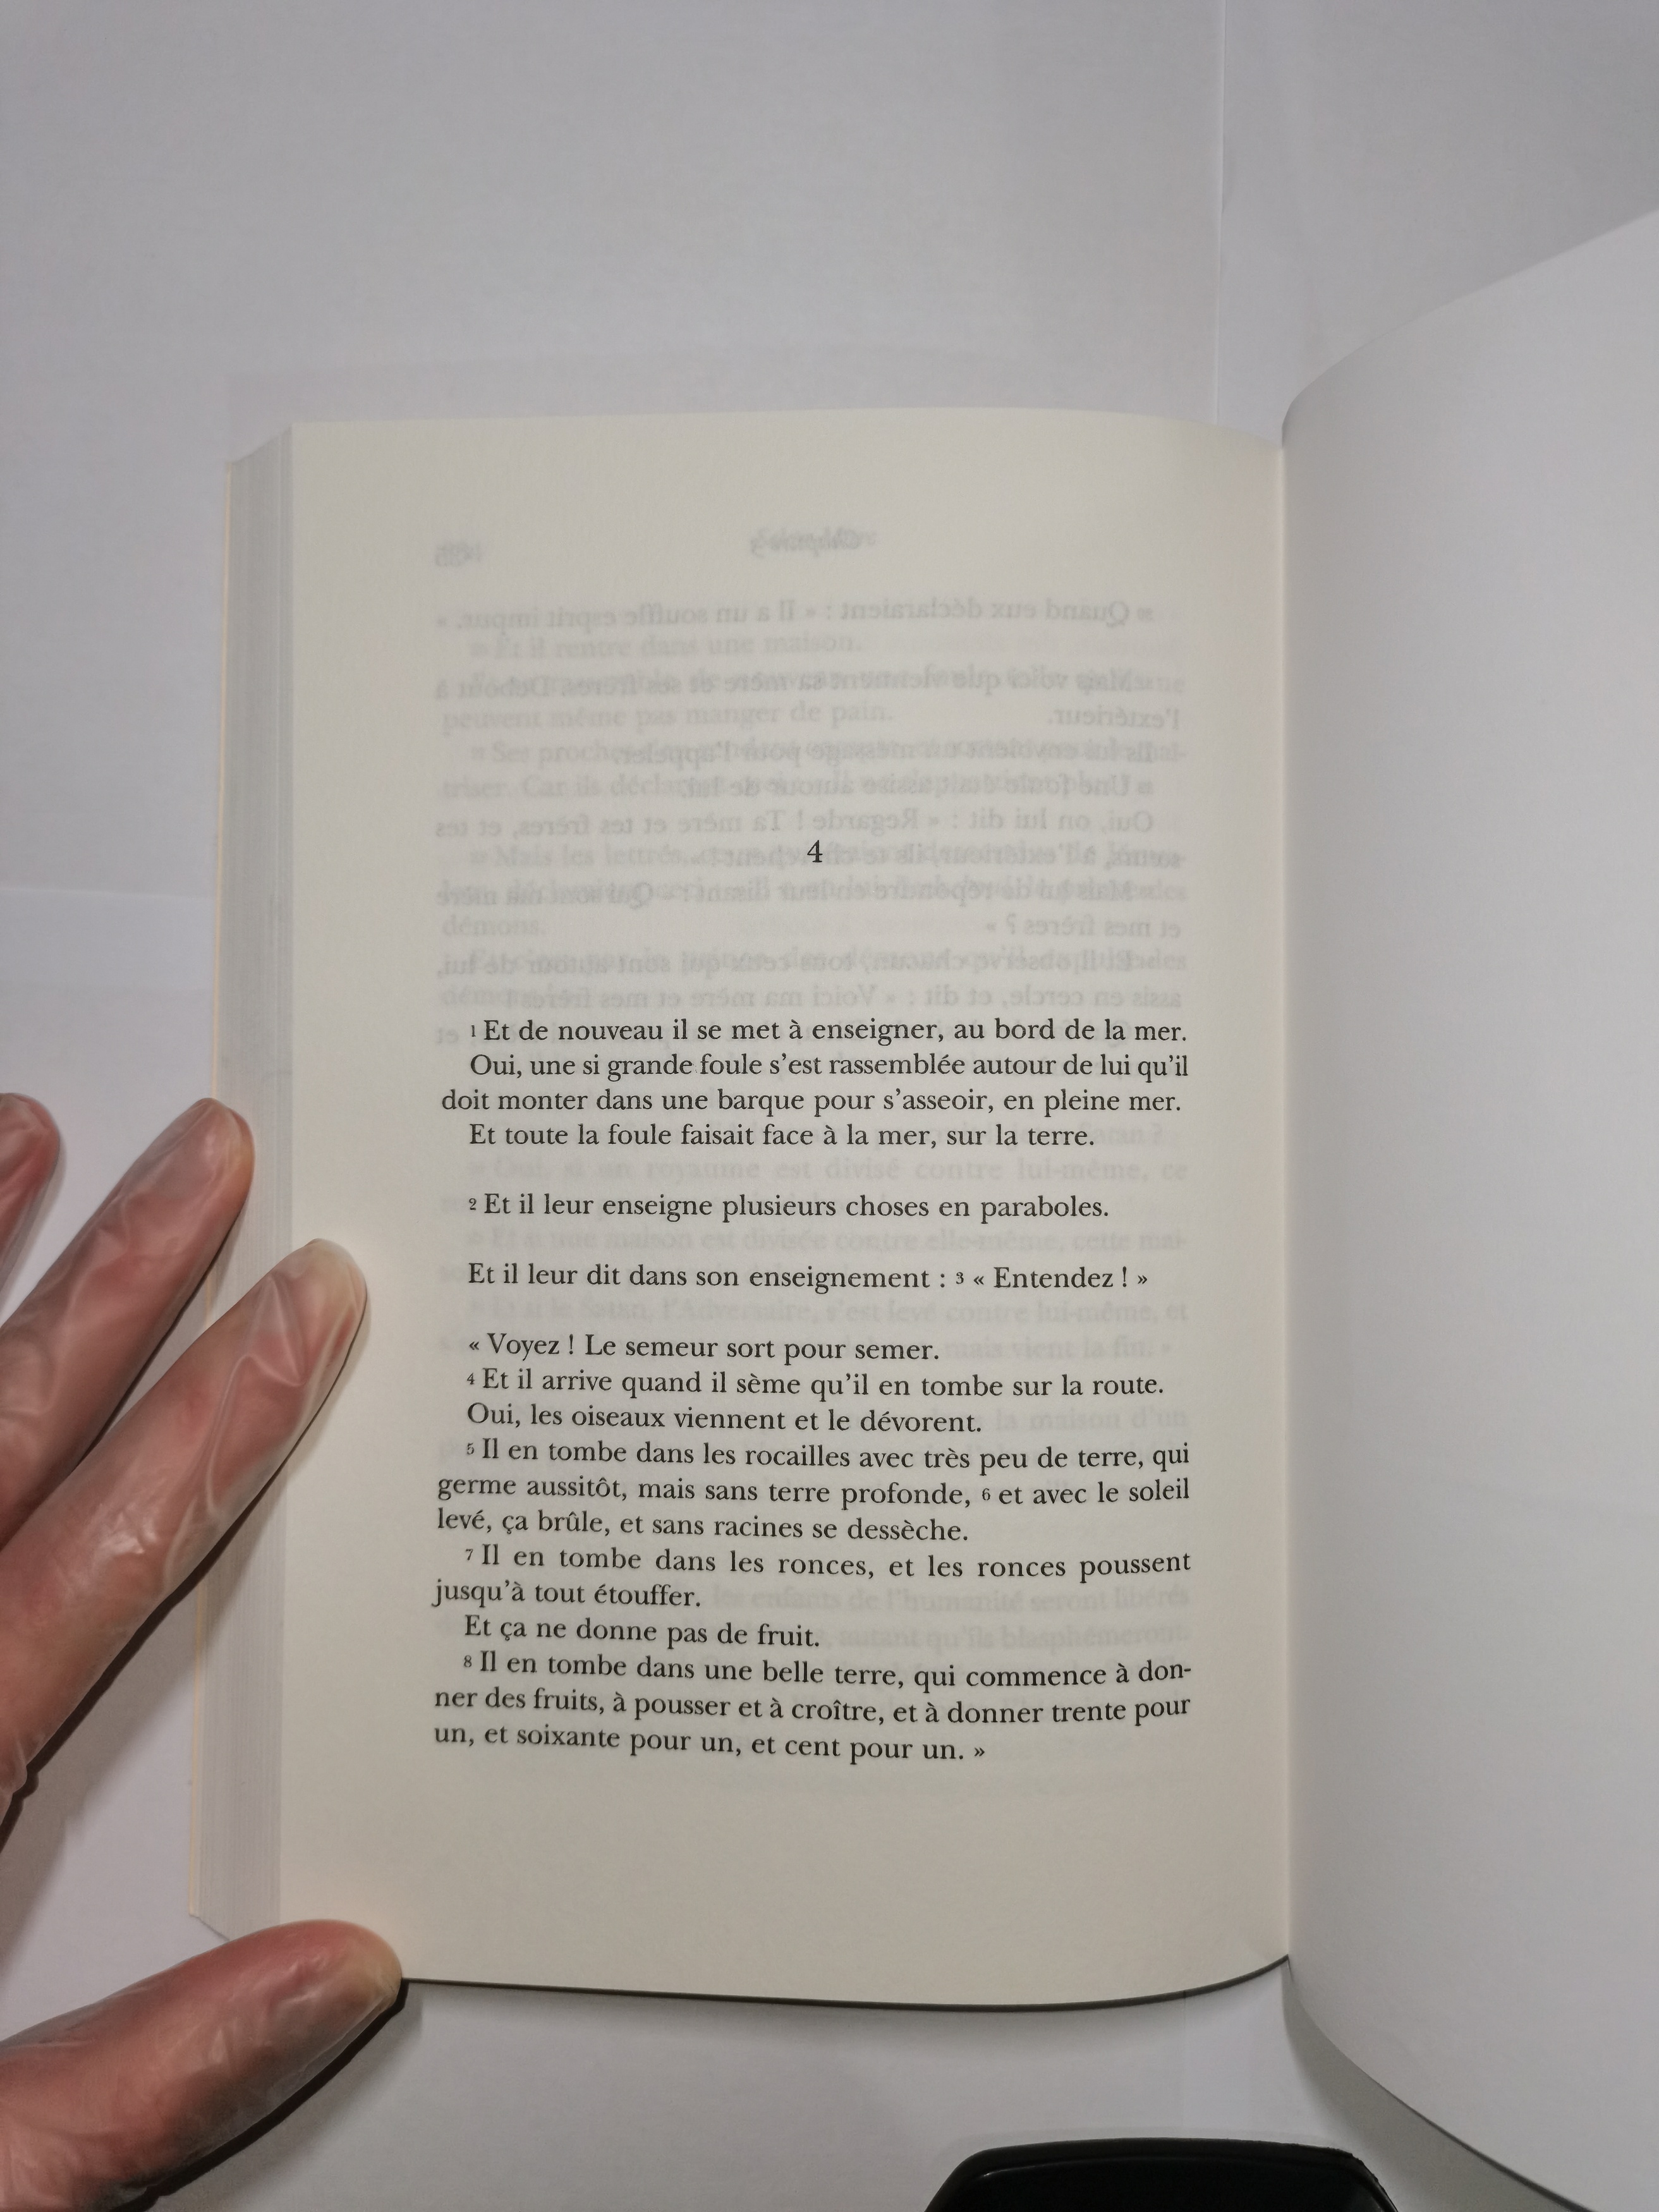 4
1 Et de nouveau il se met à enseigner, au bord de la mer.
Oui, une si grande foule s'est rassemblée autour de lui qu'il
doit monter dans une barque pour s'asseoir, en pleine mer.
Et toute la foule faisait face à la mer, sur la terre.
2 Et il leur enseigne plusieurs choses en paraboles.
Et il leur dit dans son enseignement : 3 « Entendez ! »
« Voyez ! Le semeur sort pour semer.
4 Et il arrive quand il sème qu'il en tombe sur la route.
Oui, les oiseaux viennent et le dévorent.
5 Il en tombe dans les rocailles avec très peu de terre, qui
germe aussitôt, mais sans terre profonde, 6 et avec le soleil
levé, ça brûle, et sans racines se dessèche.
7 Il en tombe dans les ronces, et les ronces poussent
jusqu'à tout étouffer.
Et ça ne donne pas de fruit.
8 Il en tombe dans une belle terre, qui commence à don-
ner des fruits, à pousser et à croître, et à donner trente pour
un, et soixante pour un, et cent pour un. »